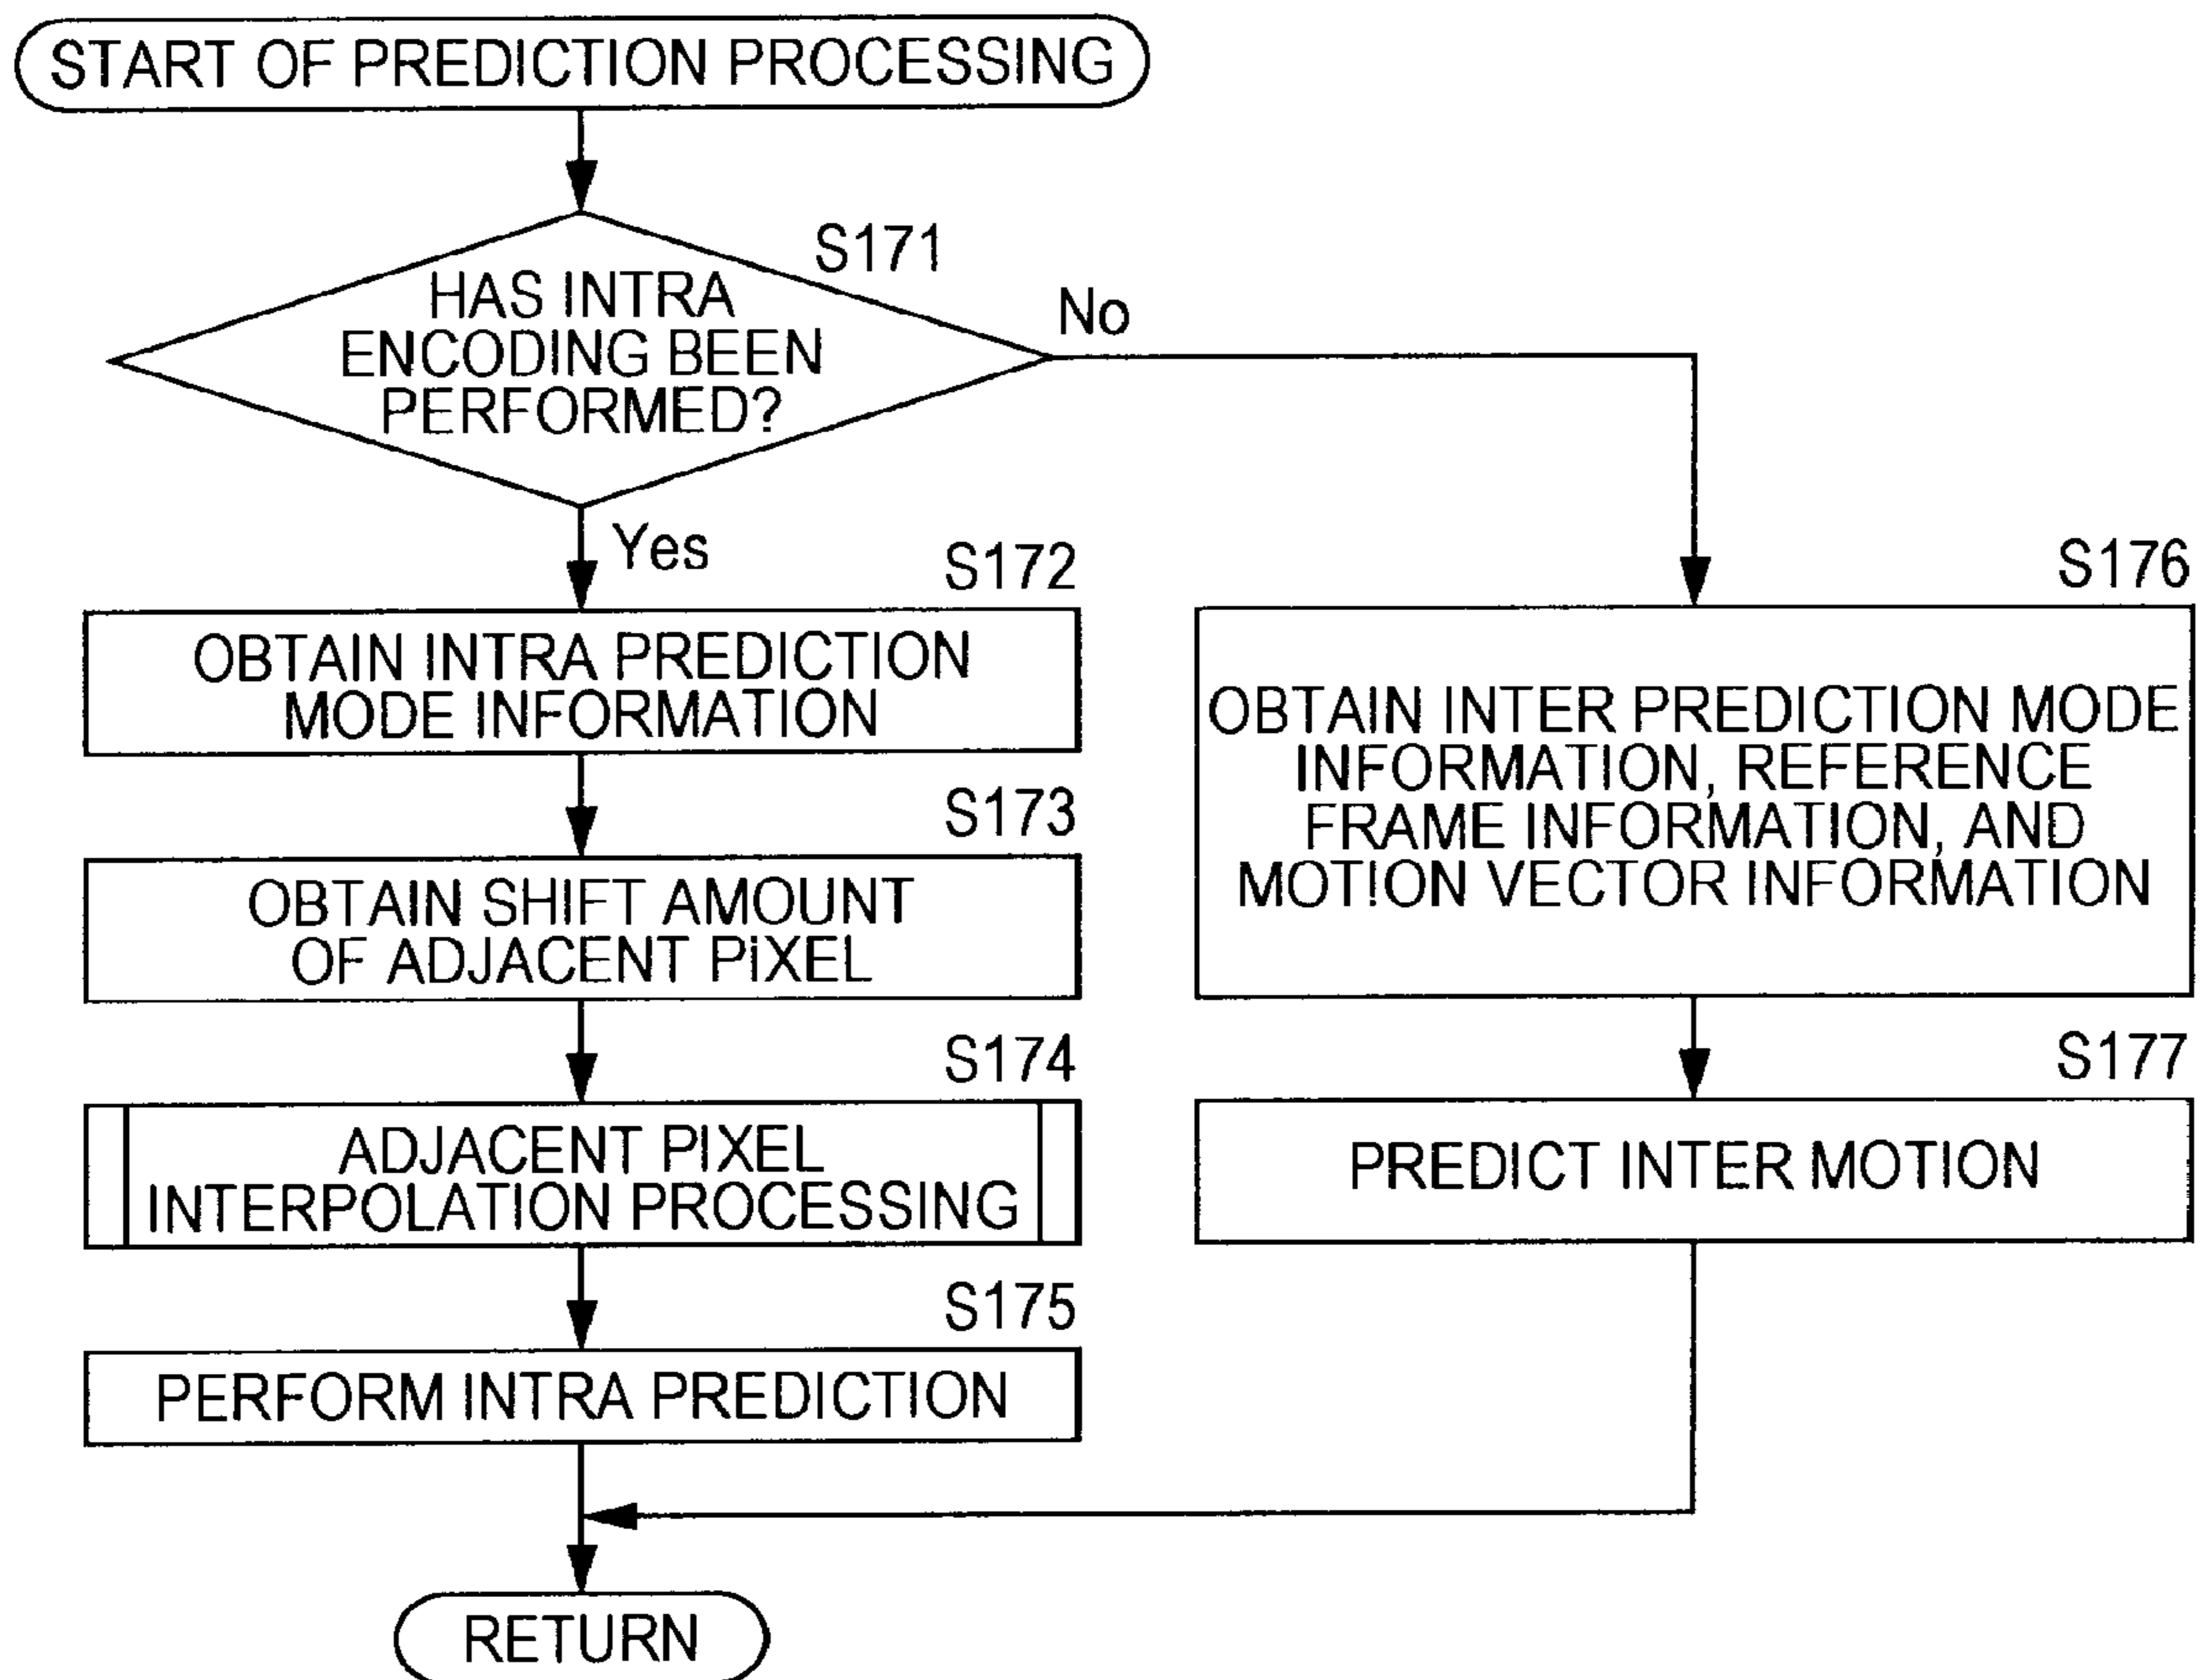 START OF PREDICTION PROCESSING
S171
HAS INTRA
ENCODING BEEN
PERFORMED?
No
Yes
S172
OBTAIN INTRA PREDICTION
MODE INFORMATION
S173
OBTAIN SHIFT AMOUNT
OF ADJACENT PIXEL
S174
ADJACENT PIXEL
INTERPOLATION PROCESSING
S175
PERFORM INTRA PREDICTION
S176
OBTAIN INTER PREDICTION MODE
INFORMATION, REFERENCE
FRAME INFORMATION, AND
MOTION VECTOR INFORMATION
S177
PREDICT INTER MOTION
RETURN